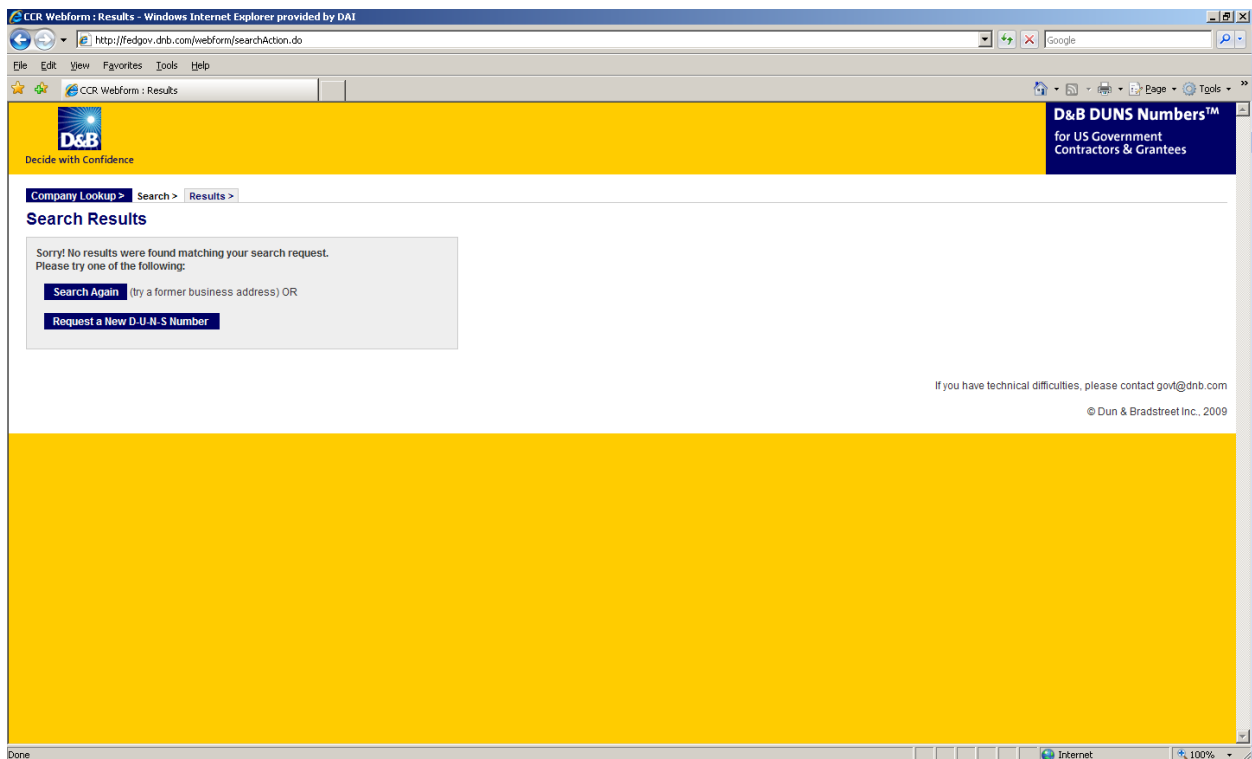 CCR Webform : Results - Windows Internet Explorer provided by DAI
http://fedgov.dnb.com/webform/searchAction.do
Google
File Edit View Favorites Tools Help
CCR Webform : Results
Page Tools »
D&B
Decide with Confidence
D&B DUNS Numbers™
for US Government
Contractors & Grantees
Company Lookup > Search > Results >
Search Results
Sorry! No results were found matching your search request.
Please try one of the following:
Search Again (try a former business address) OR
Request a New D-U-N-S Number
If you have technical difficulties, please contact govt@dnb.com
© Dun & Bradstreet Inc., 2009
Done
Internet
100%